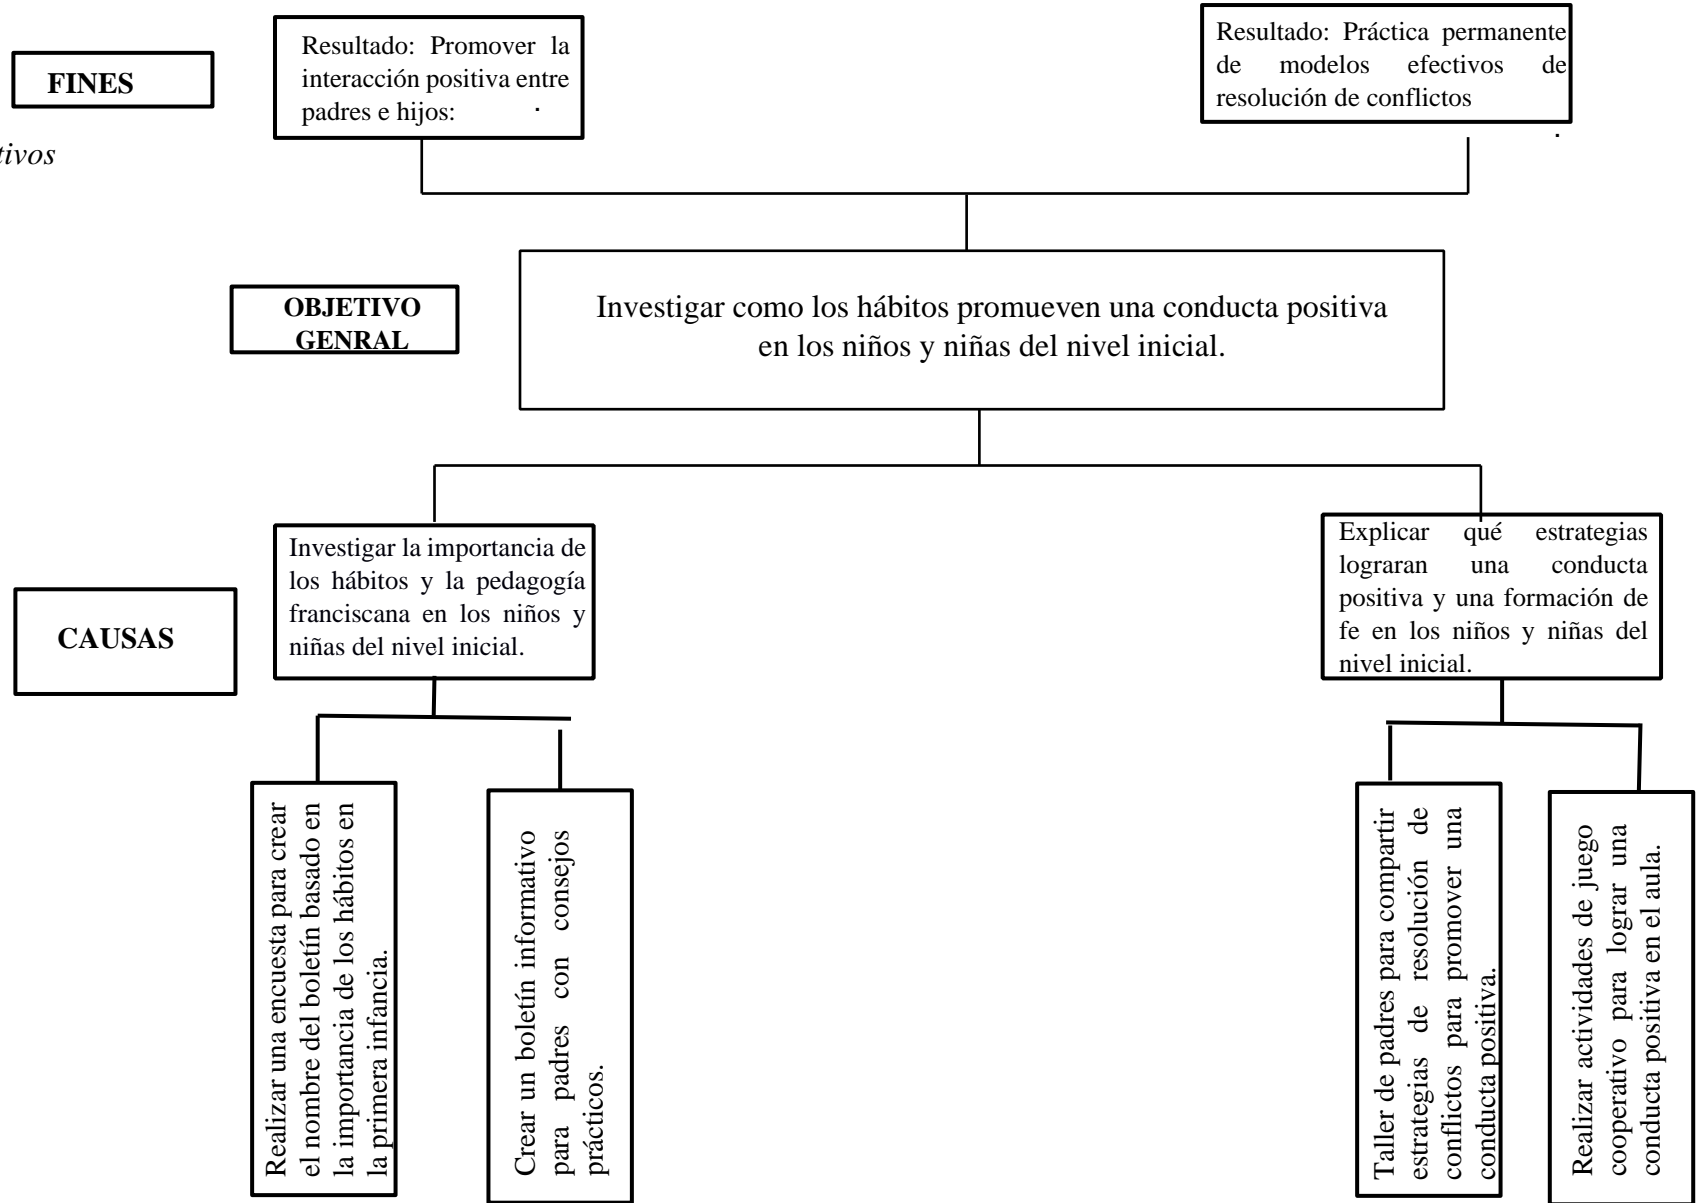 FINES
Resultado: Promover la
interacción positiva entre
padres e hijos: .
Resultado: Práctica permanente
de modelos efectivos de
resolución de conflictos
.
tivos
OBJETIVO
GENRAL
Investigar como los hábitos promueven una conducta positiva
en los niños y niñas del nivel inicial.
CAUSAS
Investigar la importancia de
los hábitos y la pedagogía
franciscana en los niños y
niñas del nivel inicial.
Explicar qué estrategias
lograran una conducta
positiva y una formación de
fe en los niños y niñas del
nivel inicial.
Realizar una encuesta para crear
el nombre del boletín basado en
la importancia de los hábitos en
la primera infancia.
Crear un boletín informativo
para padres con consejos
prácticos.
Taller de padres para compartir
estrategias de resolución de
conflictos para promover una
conducta positiva.
Realizar actividades de juego
cooperativo para lograr una
conducta positiva en el aula.